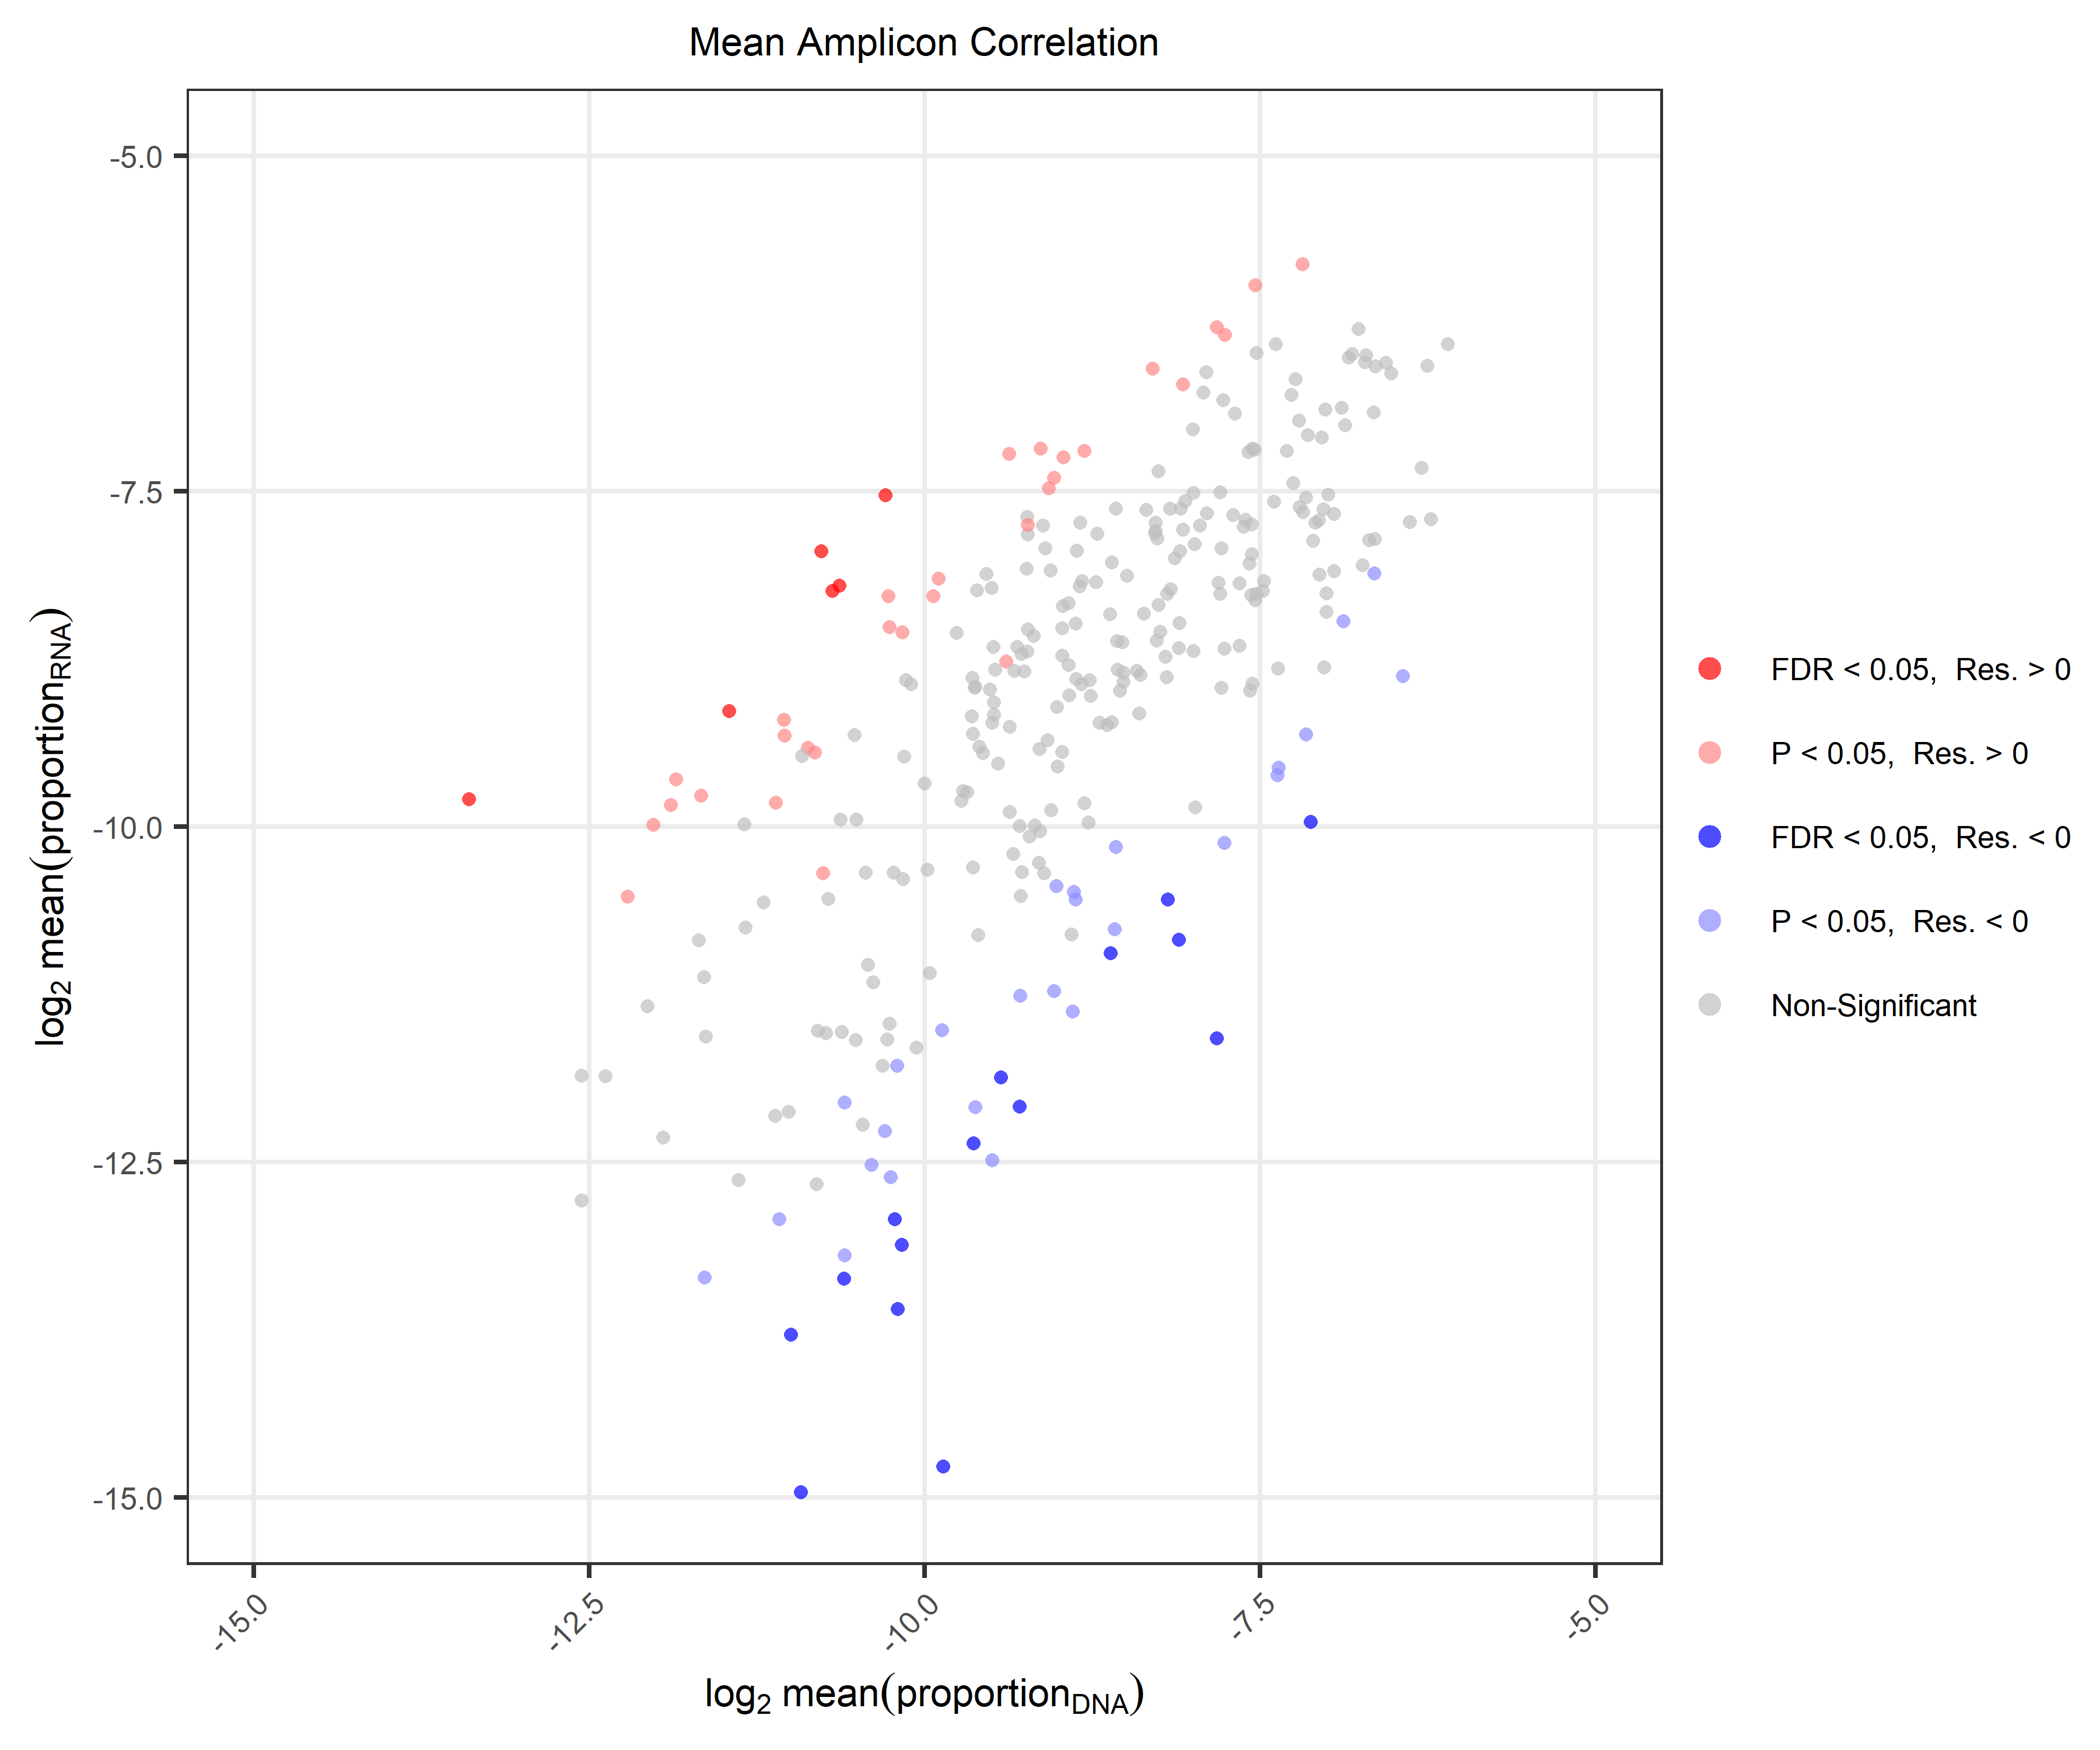 Mean Amplicon Correlation
-5.0
-7.5
-10.0
-12.5
-15.0
log₂ mean(proportion_RNA)
-15.0
-12.5
-10.0
-7.5
-5.0
log₂ mean(proportion_DNA)
FDR < 0.05,  Res. > 0
P < 0.05,  Res. > 0
FDR < 0.05,  Res. < 0
P < 0.05,  Res. < 0
Non-Significant